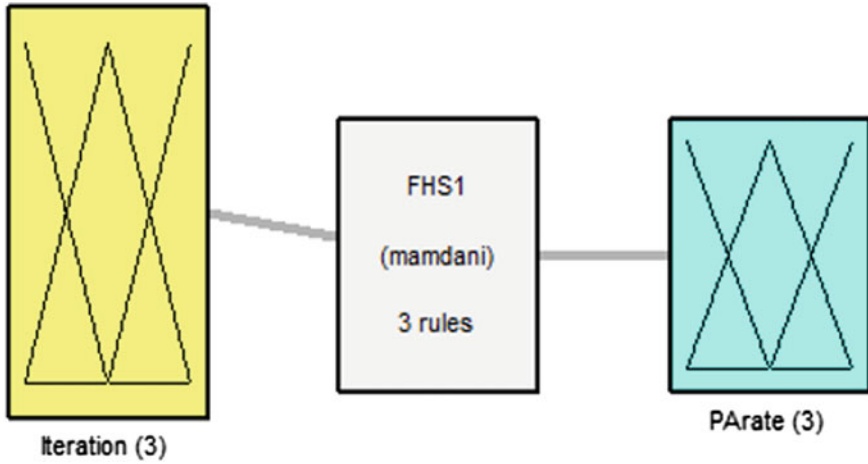 FHS1
(mamdani)
3 rules
Iteration (3)
PArate (3)